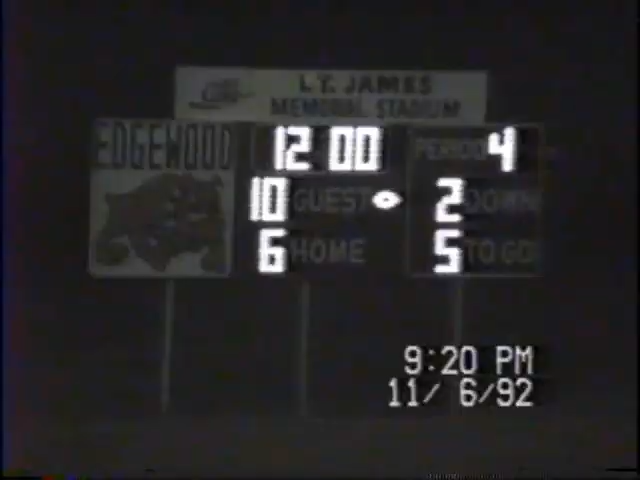 LT. JAMES
MEMORIAL STADIUM
EDGEWOOD
12 00
PERIOD 4
10 GUEST
2 DOWN
6 HOME
5 TO GO
9:20 PM
11/ 6/92